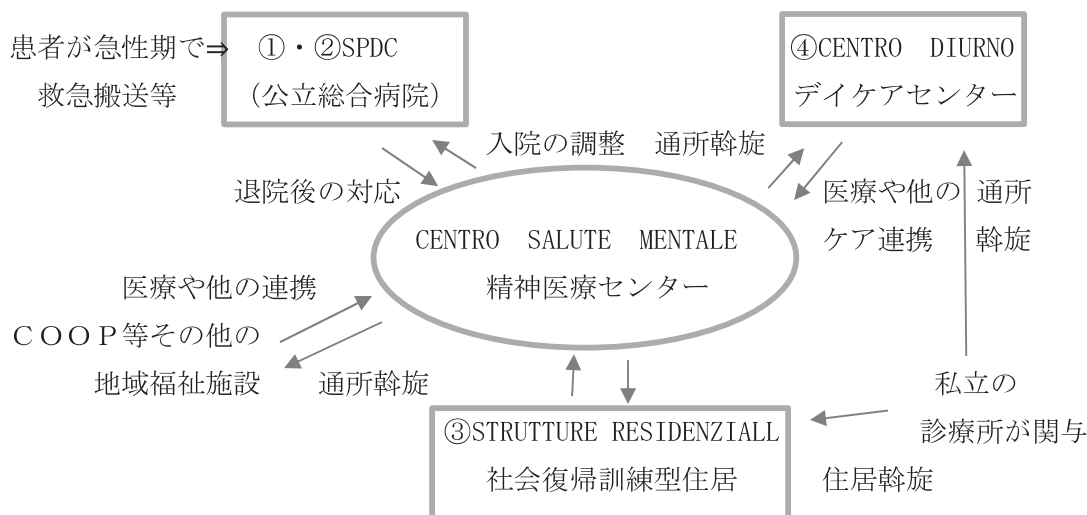 患者が急性期で⇒
救急搬送等
①・②SPDC
（公立総合病院）
④CENTRO DIURNO
デイケアセンター
入院の調整 通所斡旋
退院後の対応
医療や他の
ケア連携
通所
斡旋
CENTRO SALUTE MENTALE
精神医療センター
医療や他の連携
ＣＯＯＰ等その他の
地域福祉施設
通所斡旋
私立の
診療所が関与
③STRUTTURE RESIDENZIALL
社会復帰訓練型住居
住居斡旋